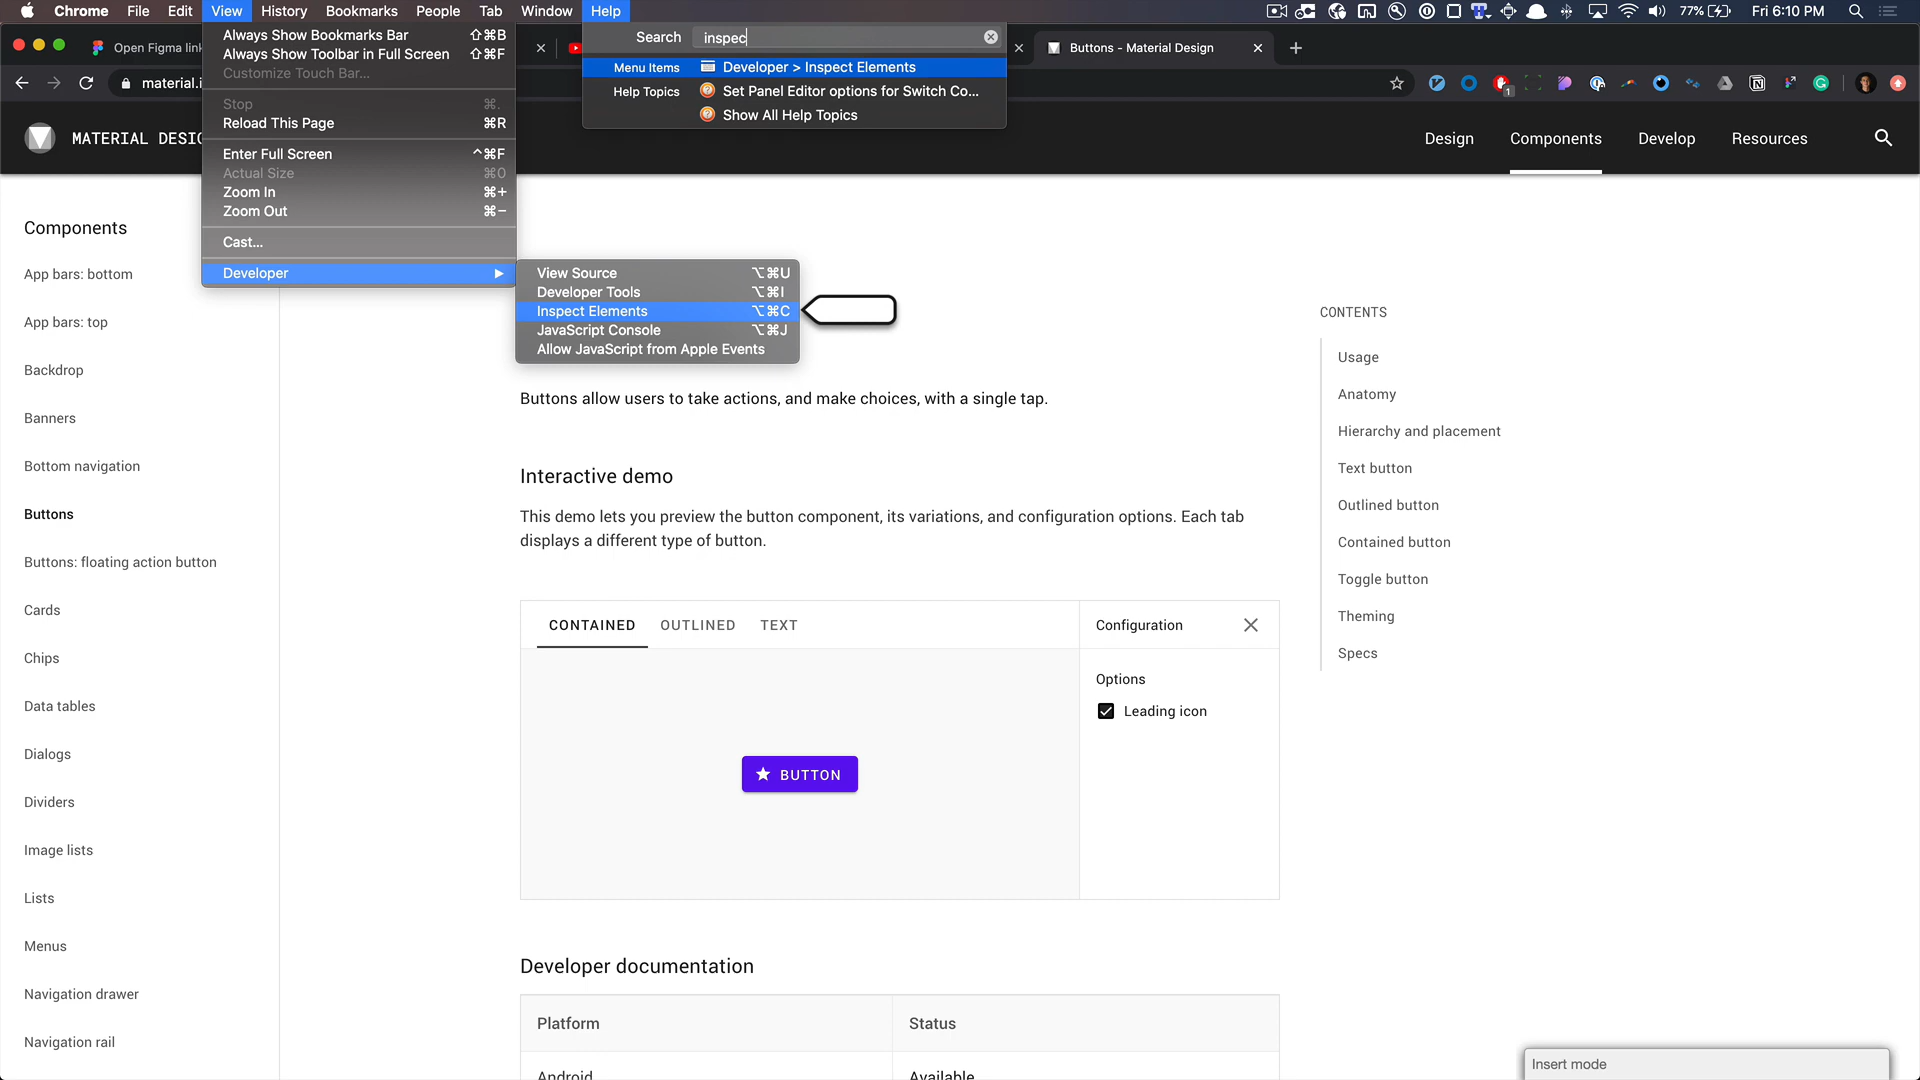 Chrome File Edit View History Bookmarks People Tab Window Help 77% Fri 6:10 PM
Always Show Bookmarks Bar ⇧⌘B
Always Show Toolbar in Full Screen ⇧⌘F
Customize Touch Bar...
Stop ⌘.
Reload This Page ⌘R
Enter Full Screen ^⌘F
Actual Size ⌘0
Zoom In ⌘+
Zoom Out ⌘−
Cast...
Developer
View Source ⌥⌘U
Developer Tools ⌥⌘I
Inspect Elements ⌥⌘C
JavaScript Console ⌥⌘J
Allow JavaScript from Apple Events
Search inspec
Menu Items Developer > Inspect Elements
Help Topics Set Panel Editor options for Switch Co...
Show All Help Topics
Open Figma link
Buttons - Material Design
material.i
1
MATERIAL DESIG
Design Components Develop Resources
Components
App bars: bottom
App bars: top
Backdrop
Banners
Bottom navigation
Buttons
Buttons: floating action button
Cards
Chips
Data tables
Dialogs
Dividers
Image lists
Lists
Menus
Navigation drawer
Navigation rail
Buttons allow users to take actions, and make choices, with a single tap.
Interactive demo
This demo lets you preview the button component, its variations, and configuration options. Each tab
displays a different type of button.
CONTAINED OUTLINED TEXT
Configuration
Options
Leading icon
BUTTON
Developer documentation
Platform Status
Android Available
CONTENTS
Usage
Anatomy
Hierarchy and placement
Text button
Outlined button
Contained button
Toggle button
Theming
Specs
Insert mode